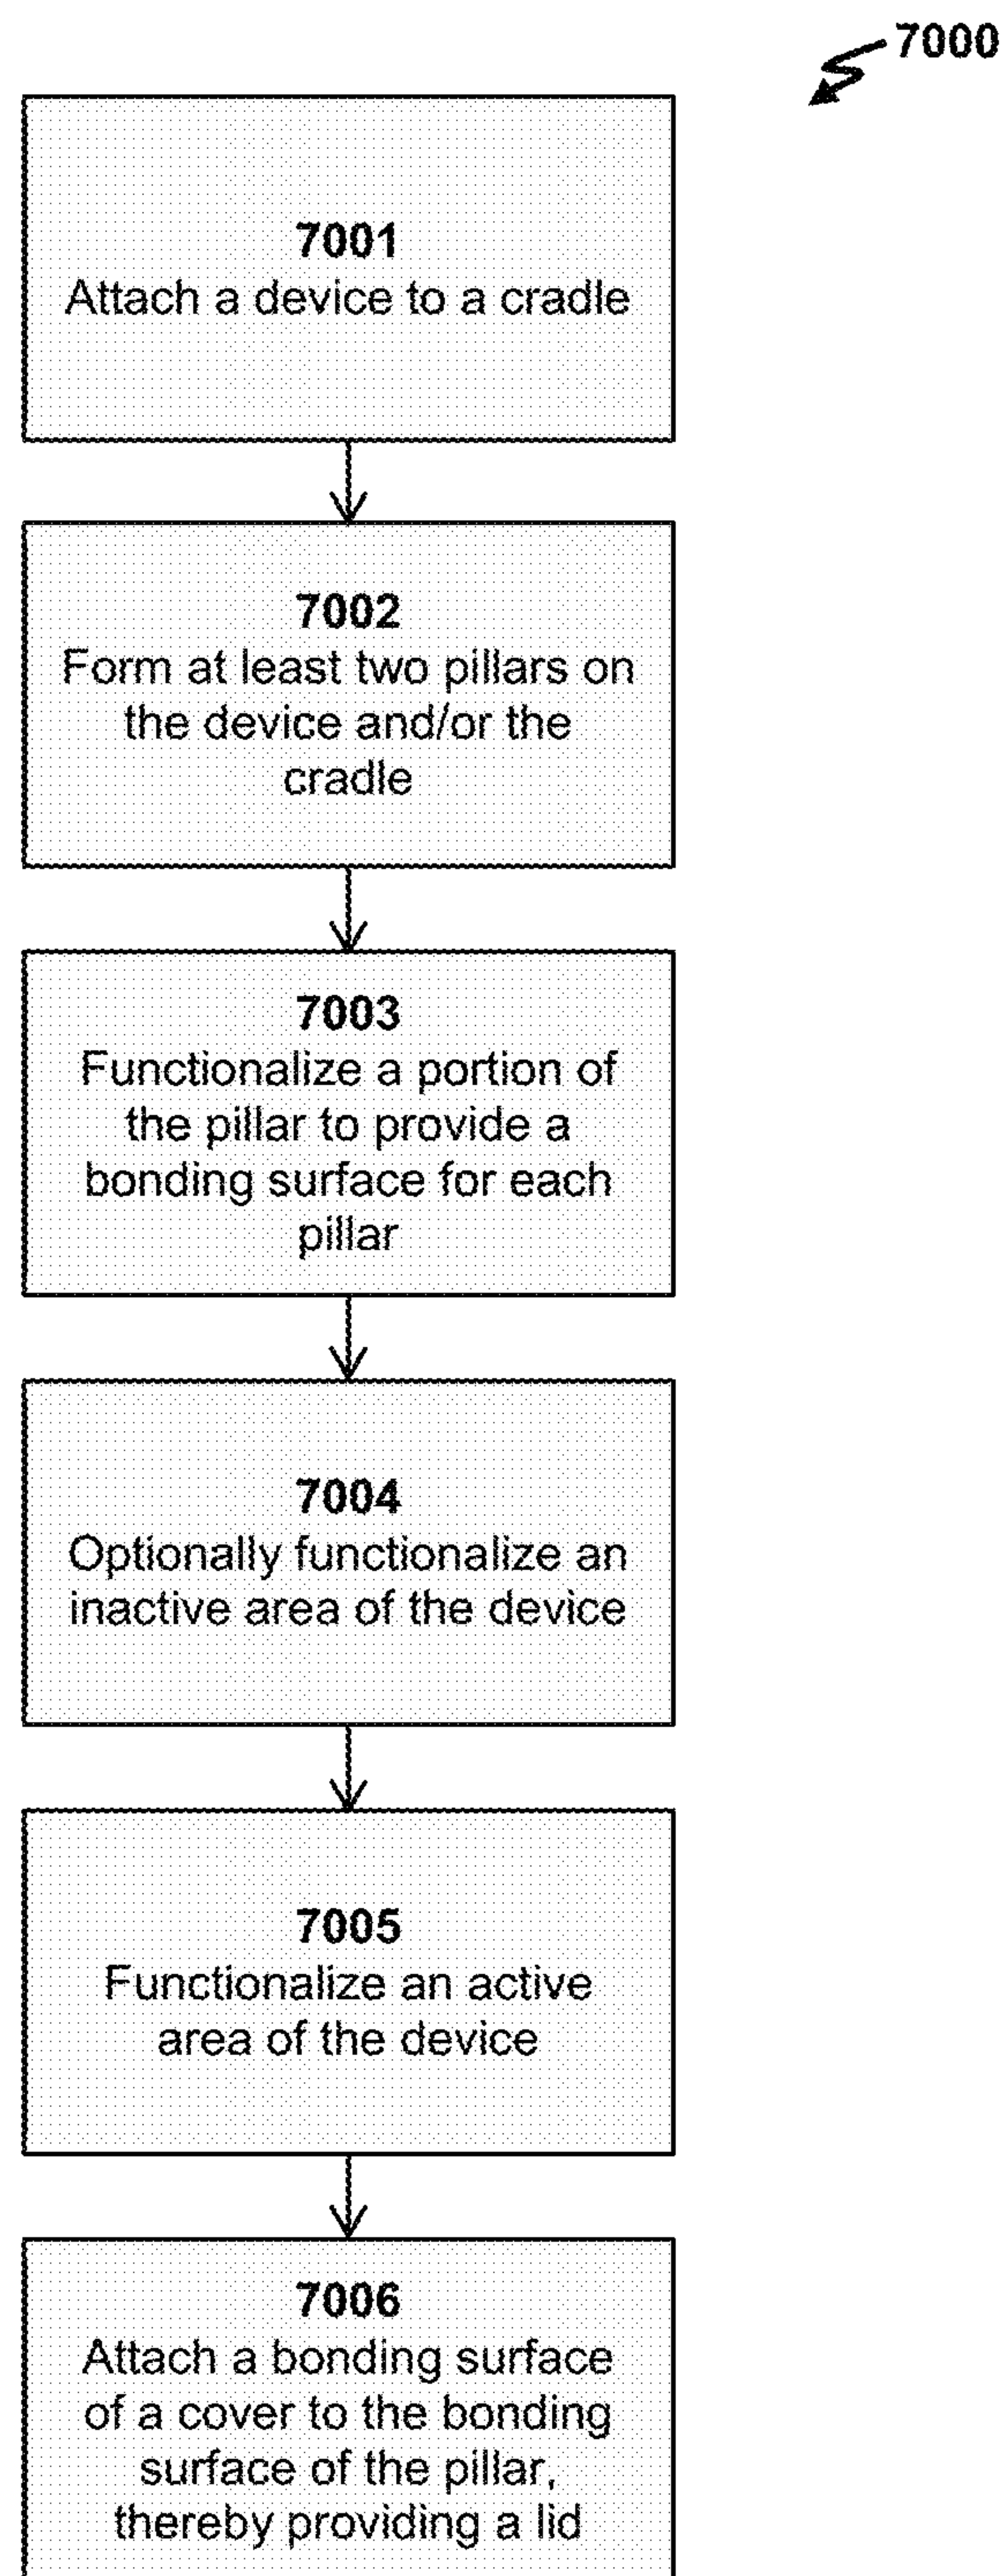 7000
7001
Attach a device to a cradle
7002
Form at least two pillars on
the device and/or the
cradle
7003
Functionalize a portion of
the pillar to provide a
bonding surface for each
pillar
7004
Optionally functionalize an
inactive area of the device
7005
Functionalize an active
area of the device
7006
Attach a bonding surface
of a cover to the bonding
surface of the pillar,
thereby providing a lid